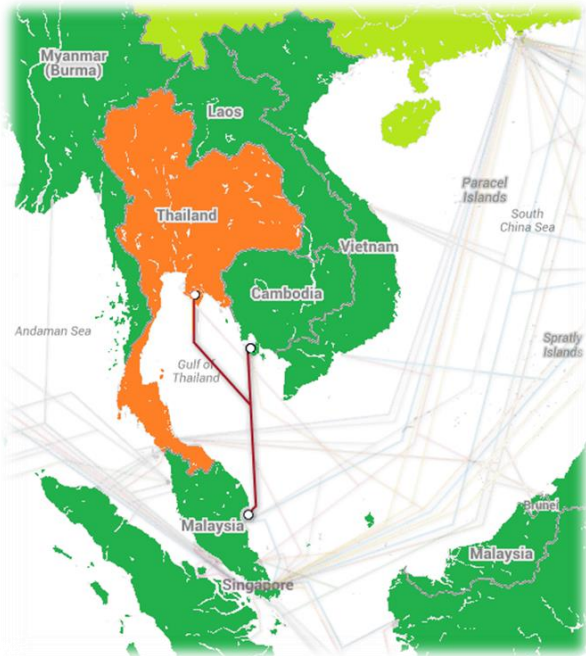 Myanmar
(Burma)
Laos
Paracel
Islands
South
China Sea
Thailand
Vietnam
Cambodia
Andaman Sea
Spratly
Islands
Gulf of
Thailand
Brunei
Malaysia
Malaysia
Singapore